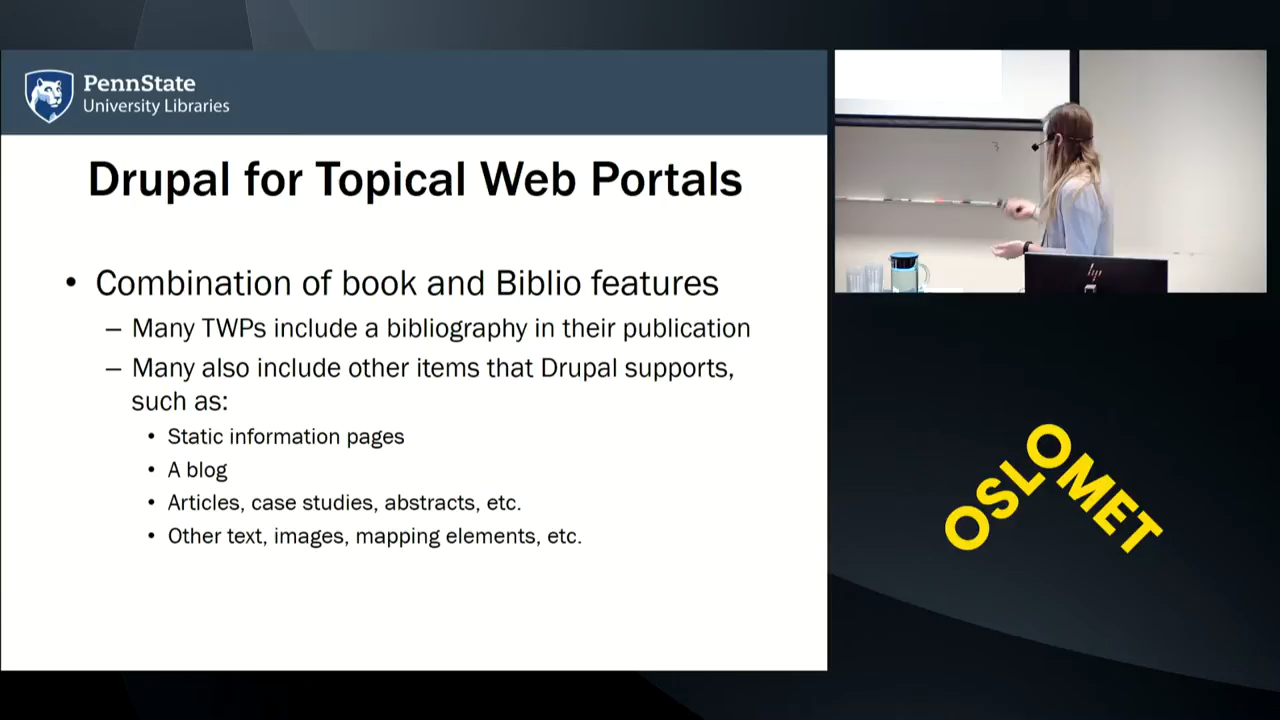 PennState
University Libraries
Drupal for Topical Web Portals
• Combination of book and Biblio features
– Many TWPs include a bibliography in their publication
– Many also include other items that Drupal supports,
such as:
• Static information pages
• A blog
• Articles, case studies, abstracts, etc.
• Other text, images, mapping elements, etc.
hp
OSLOMET